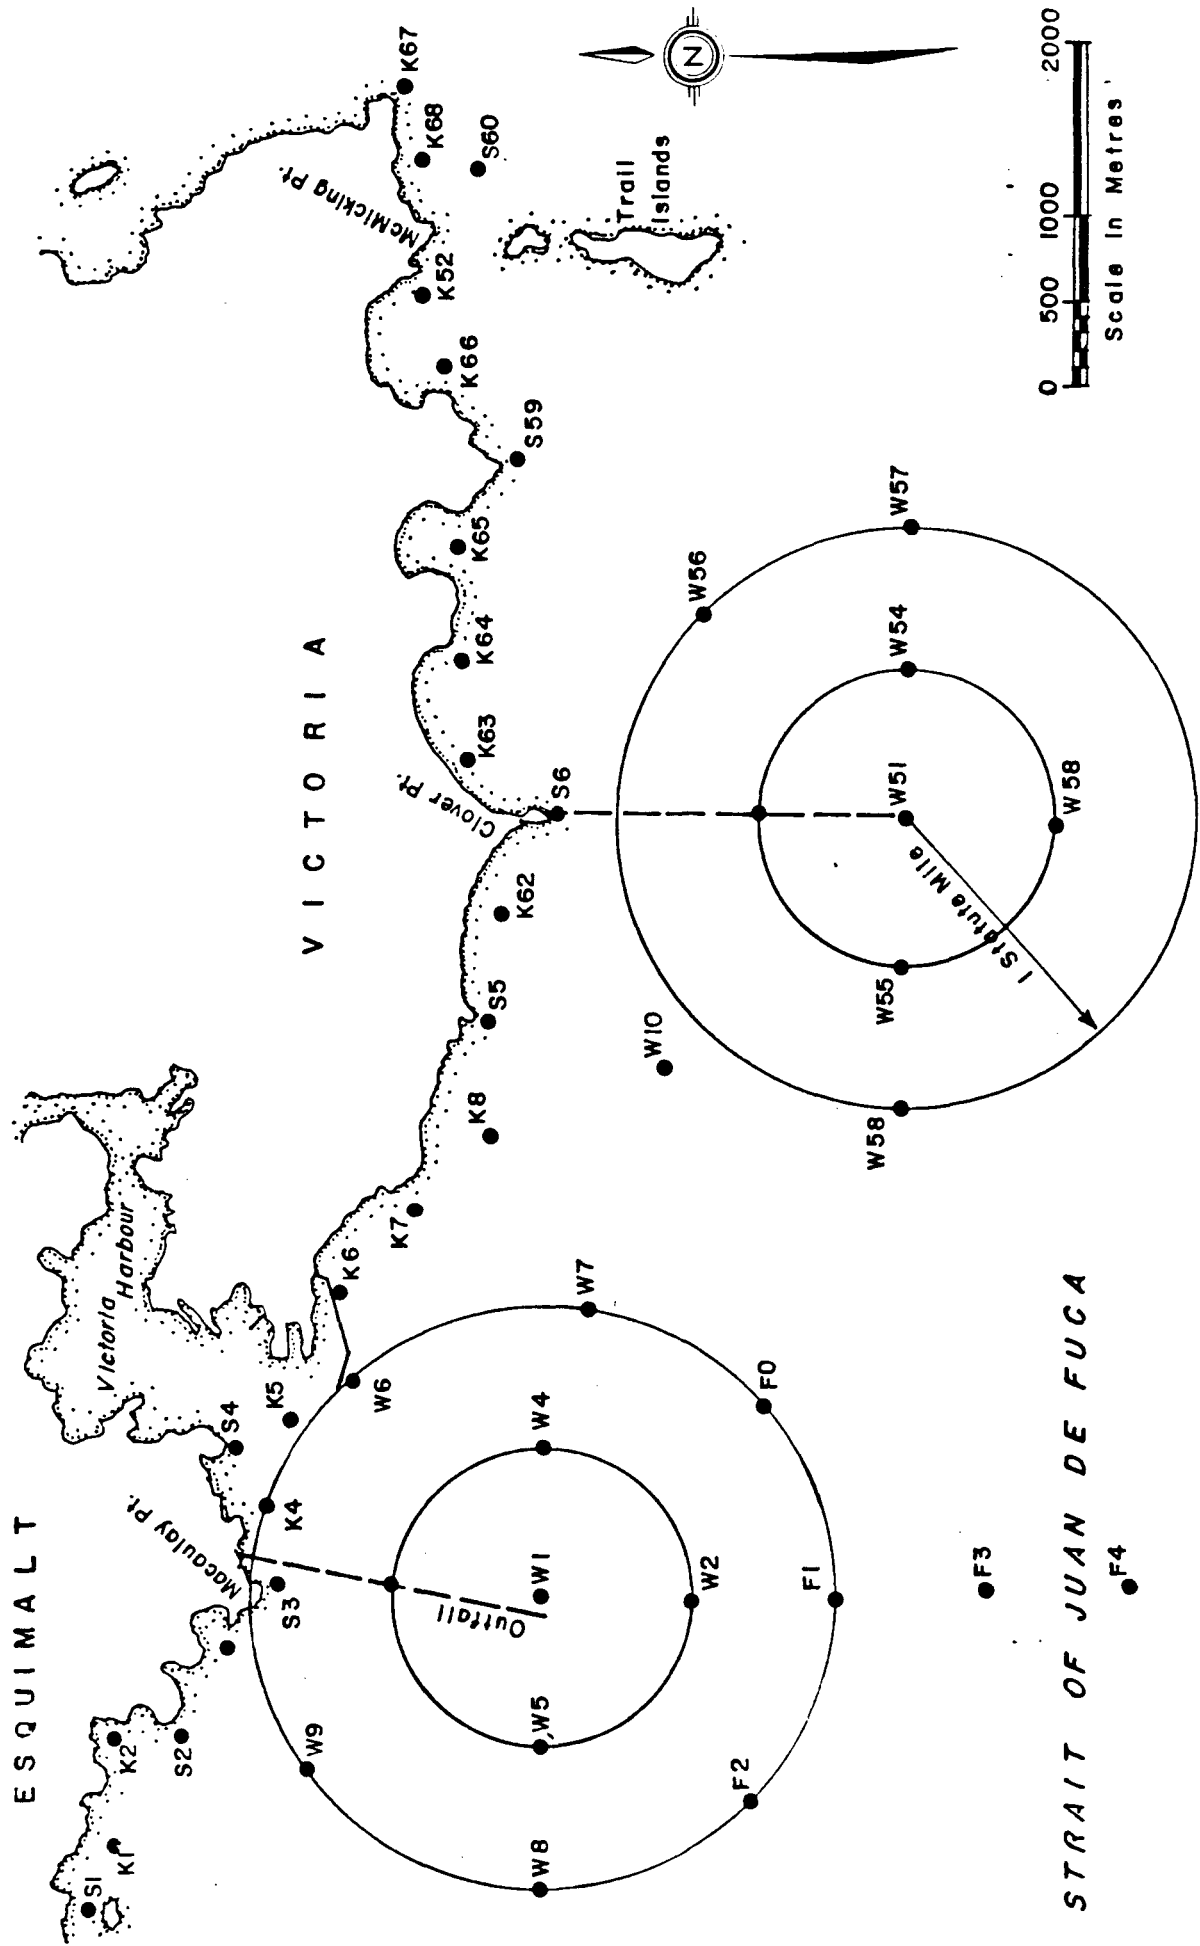 ESQUIMALT
VICTORIA
Victoria
Harbour
Macaulay Pt.
Clover Pt.
McMicking Pt.
Trail
Islands
S1
K1
K2
S2
S3
K4
S4
K5
W6
K6
K7
K8
S5
K62
S6
K63
K64
K65
S59
K66
K52
K68
K67
S60
W9
W8
W5
Outfall
W1
W4
W7
W2
F2
F1
F0
F3
F4
W10
W56
W57
W54
W51
W55
W58
W58
1 Statute Mile
STRAIT OF JUAN DE FUCA
N
0 500 1000 2000
Scale In Metres